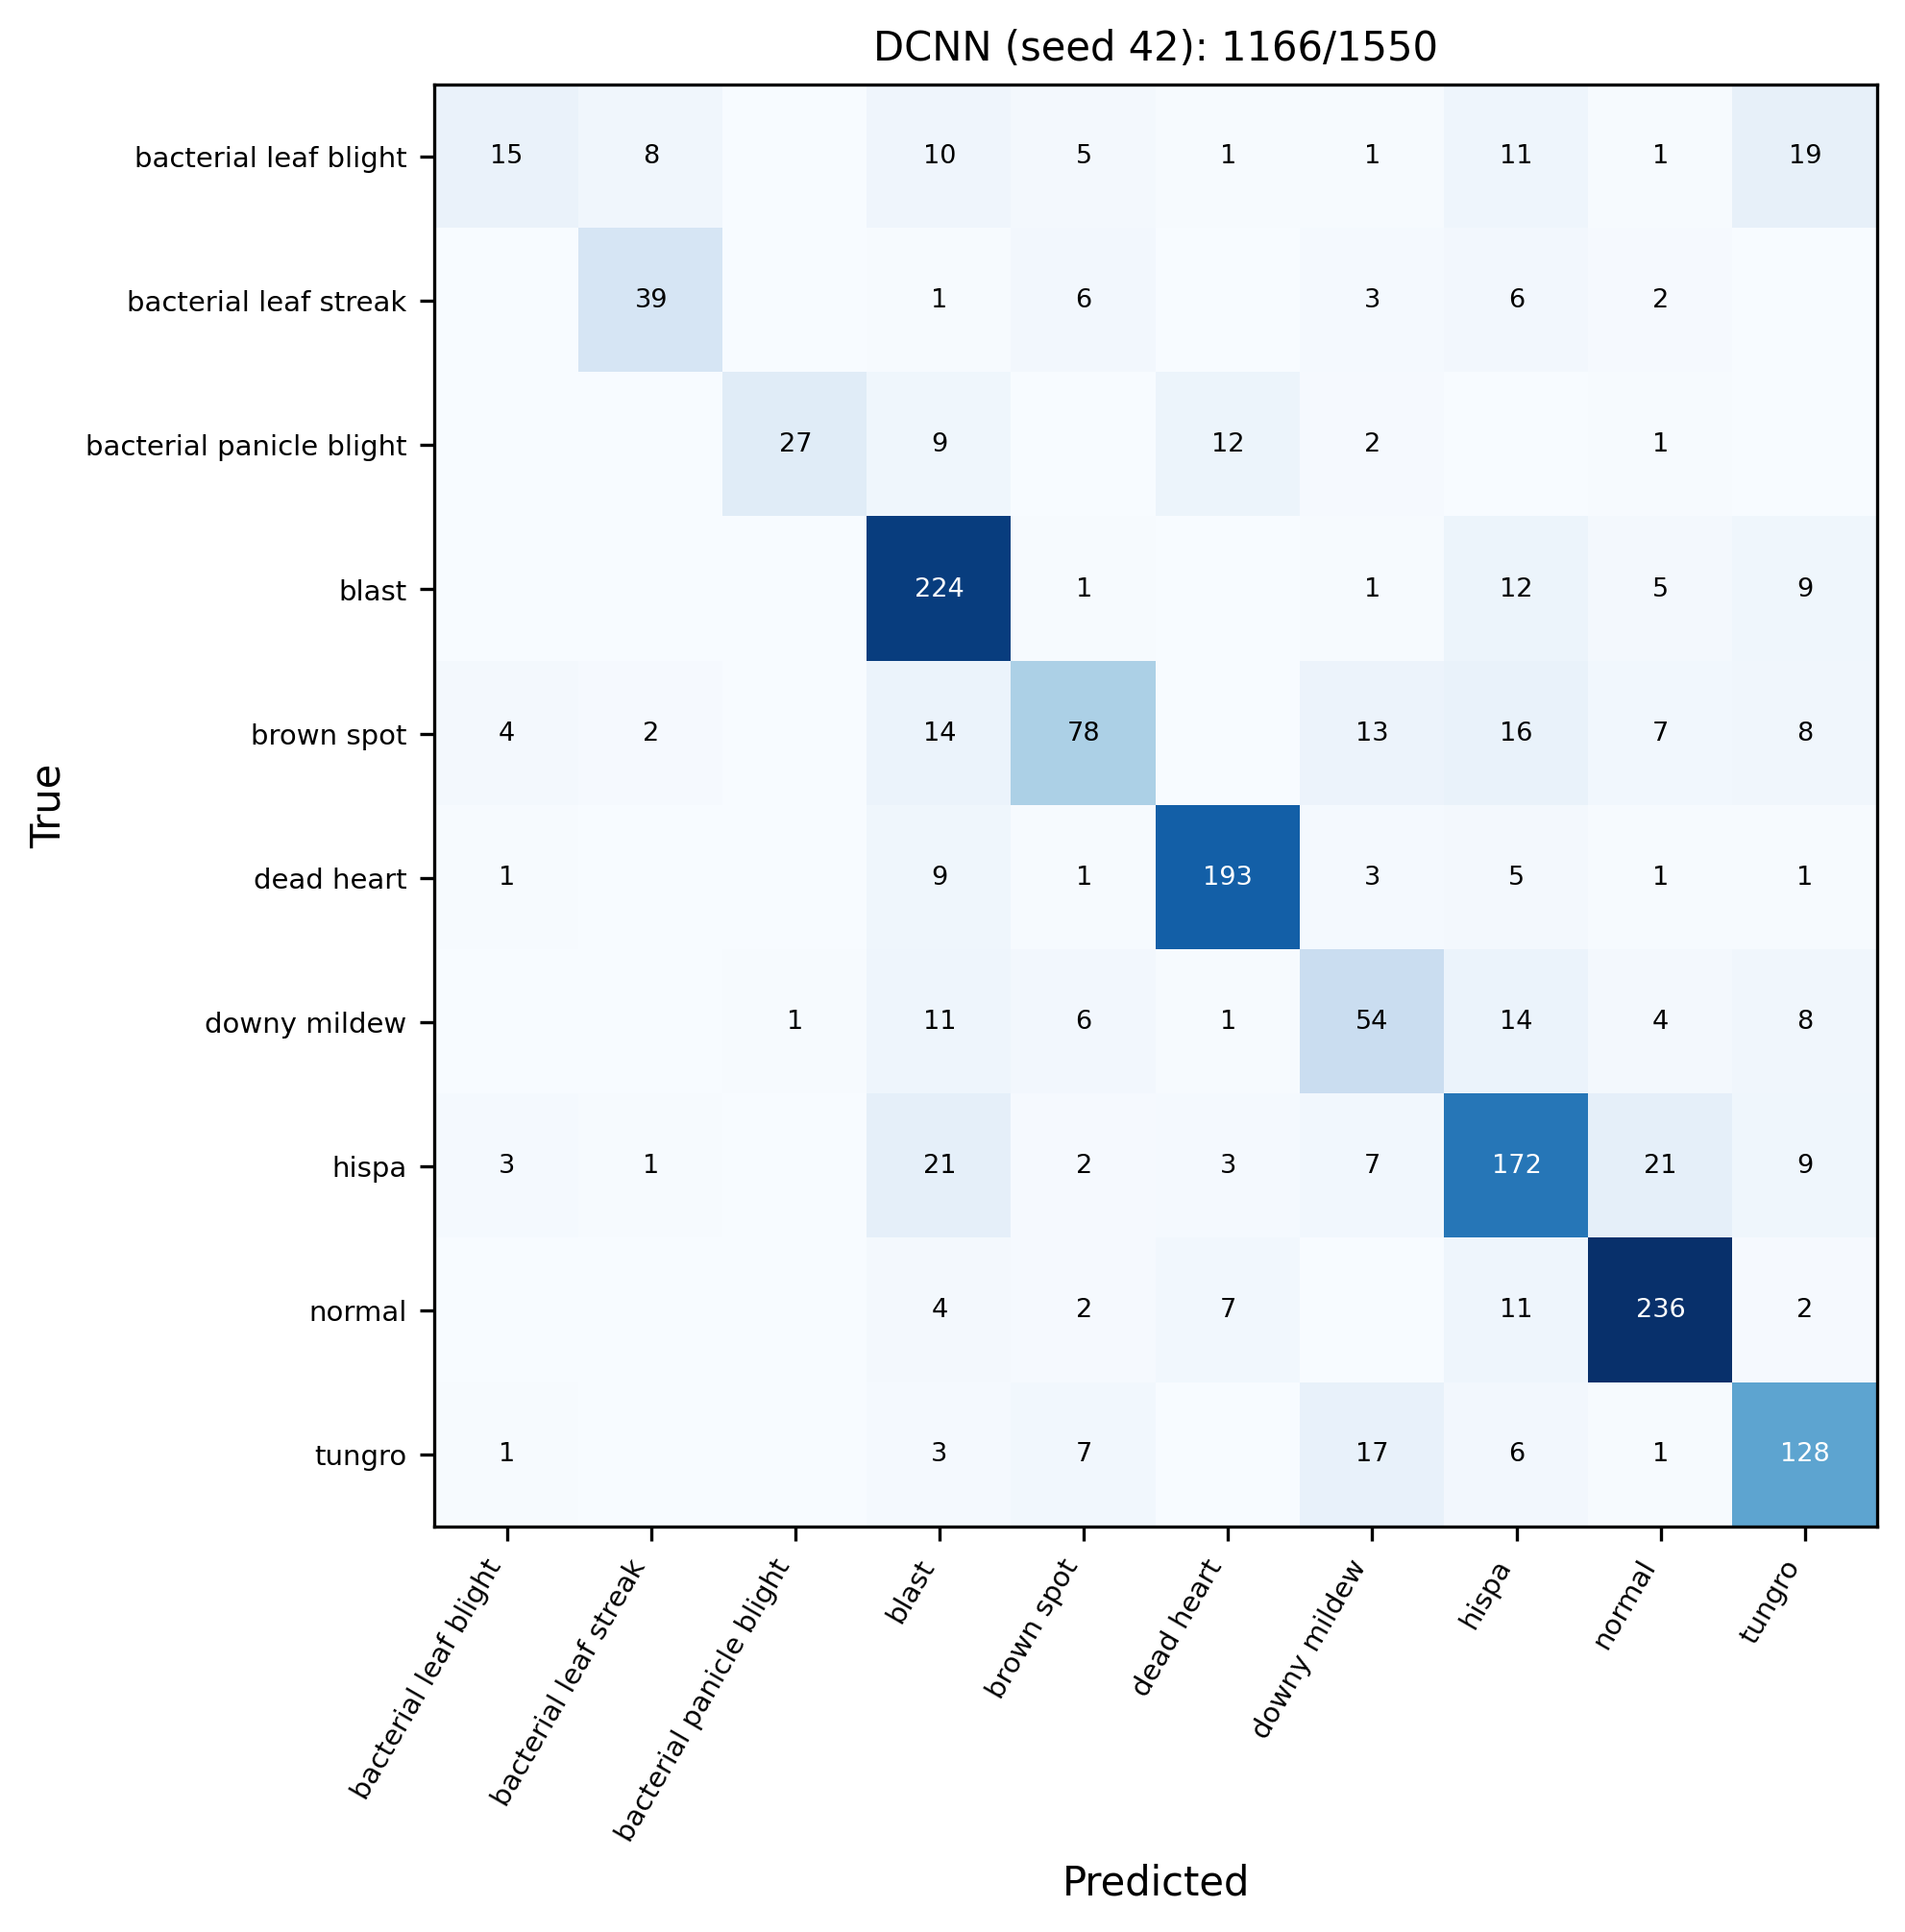 DCNN (seed 42): 1166/1550
bacterial leaf blight 15 8 10 5 1 1 11 1 19
bacterial leaf streak 39 1 6 3 6 2
bacterial panicle blight 27 9 12 2 1
blast 224 1 1 12 5 9
brown spot 4 2 14 78 13 16 7 8
dead heart 1 9 1 193 3 5 1 1
downy mildew 1 11 6 1 54 14 4 8
hispa 3 1 21 2 3 7 172 21 9
normal 4 2 7 11 236 2
tungro 1 3 7 17 6 1 128
True
bacterial leaf blight
bacterial leaf streak
bacterial panicle blight
blast
brown spot
dead heart
downy mildew
hispa
normal
tungro
Predicted